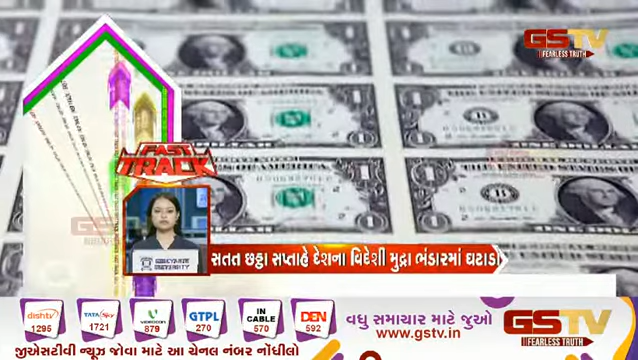 GSTV
FEARLESS TRUTH
FAST
TRACK
સતત છઠ્ઠા સપ્તાહે દેશના વિદેશી મુદ્રા ભંડારમાં ઘટાડો
dishtv
1295
TATA Sky
1721
VIDEOCON
879
GTPL
270
IN
CABLE
570
DEN
592
વધુ સમાચાર માટે જુઓ
www.gstv.in
GSTV
FEARLESS TRUTH
જીએસટીવી ન્યૂઝ જોવા માટે આ ચેનલ નંબર નોંધીલો